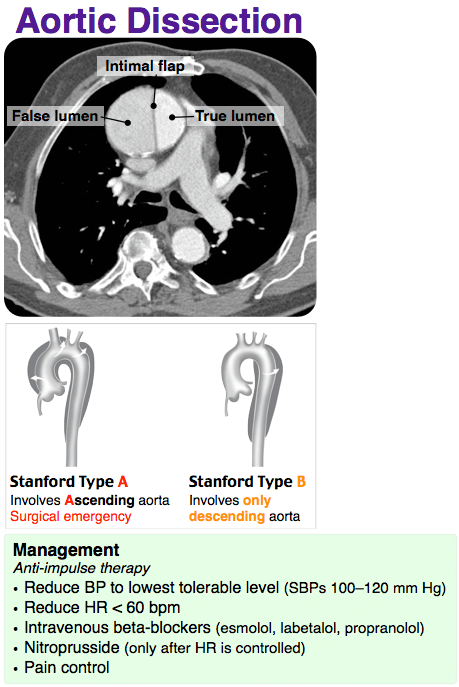 Aortic Dissection
Intimal flap
False lumen
True lumen
Stanford Type A
Involves Ascending aorta
Surgical emergency
Stanford Type B
Involves only
descending aorta
Management
Anti-impulse therapy
• Reduce BP to lowest tolerable level (SBPs 100–120 mm Hg)
• Reduce HR < 60 bpm
• Intravenous beta-blockers (esmolol, labetalol, propranolol)
• Nitroprusside (only after HR is controlled)
• Pain control